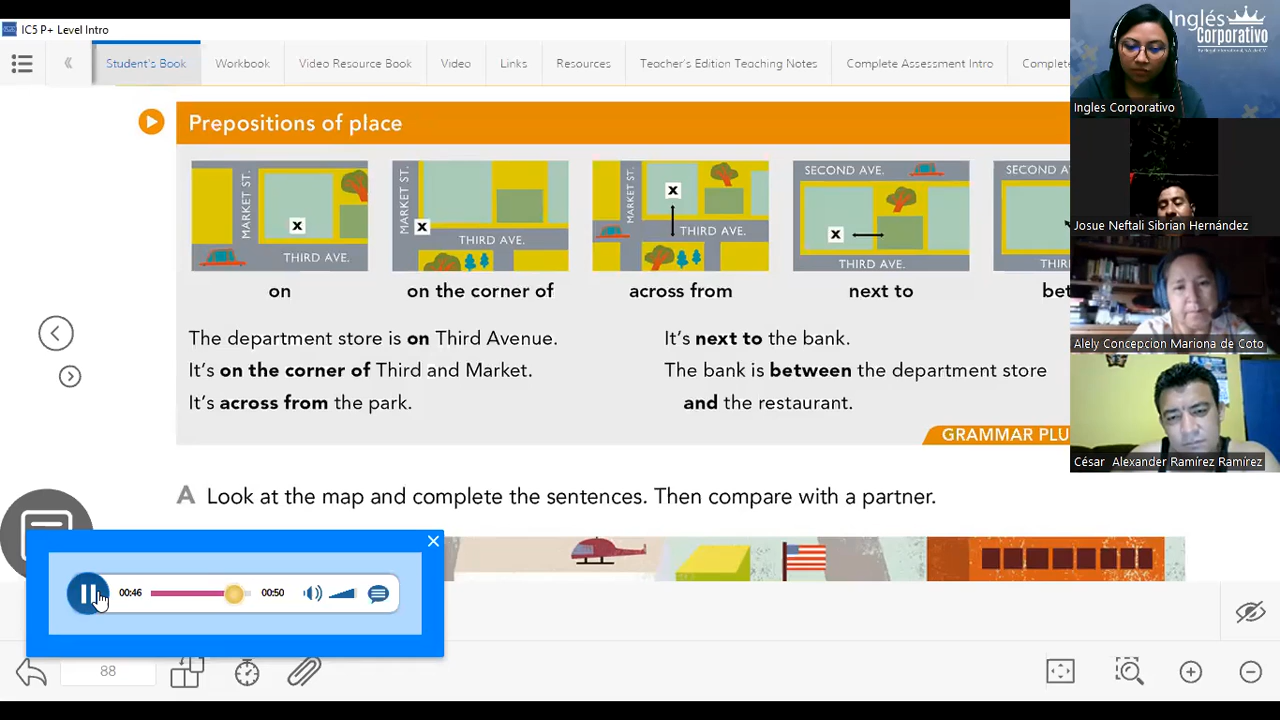 IC5 P+ Level Intro
Student's Book
Workbook
Video Resource Book
Video
Links
Resources
Teacher's Edition Teaching Notes
Complete Assessment Intro
Inglés
Corporativo
Ingles Corporativo
Josue Neftali Sibrian Hernández
Alely Concepcion Mariona de Coto
César Alexander Ramírez Ramírez
Prepositions of place
MARKET ST.
X
THIRD AVE.
MARKET ST.
X
THIRD AVE.
MARKET ST.
X
THIRD AVE.
SECOND AVE.
X
THIRD AVE.
on
on the corner of
across from
next to
The department store is on Third Avenue.
It's on the corner of Third and Market.
It's across from the park.
It's next to the bank.
The bank is between the department store
and the restaurant.
A Look at the map and complete the sentences. Then compare with a partner.
00:46
00:50
88